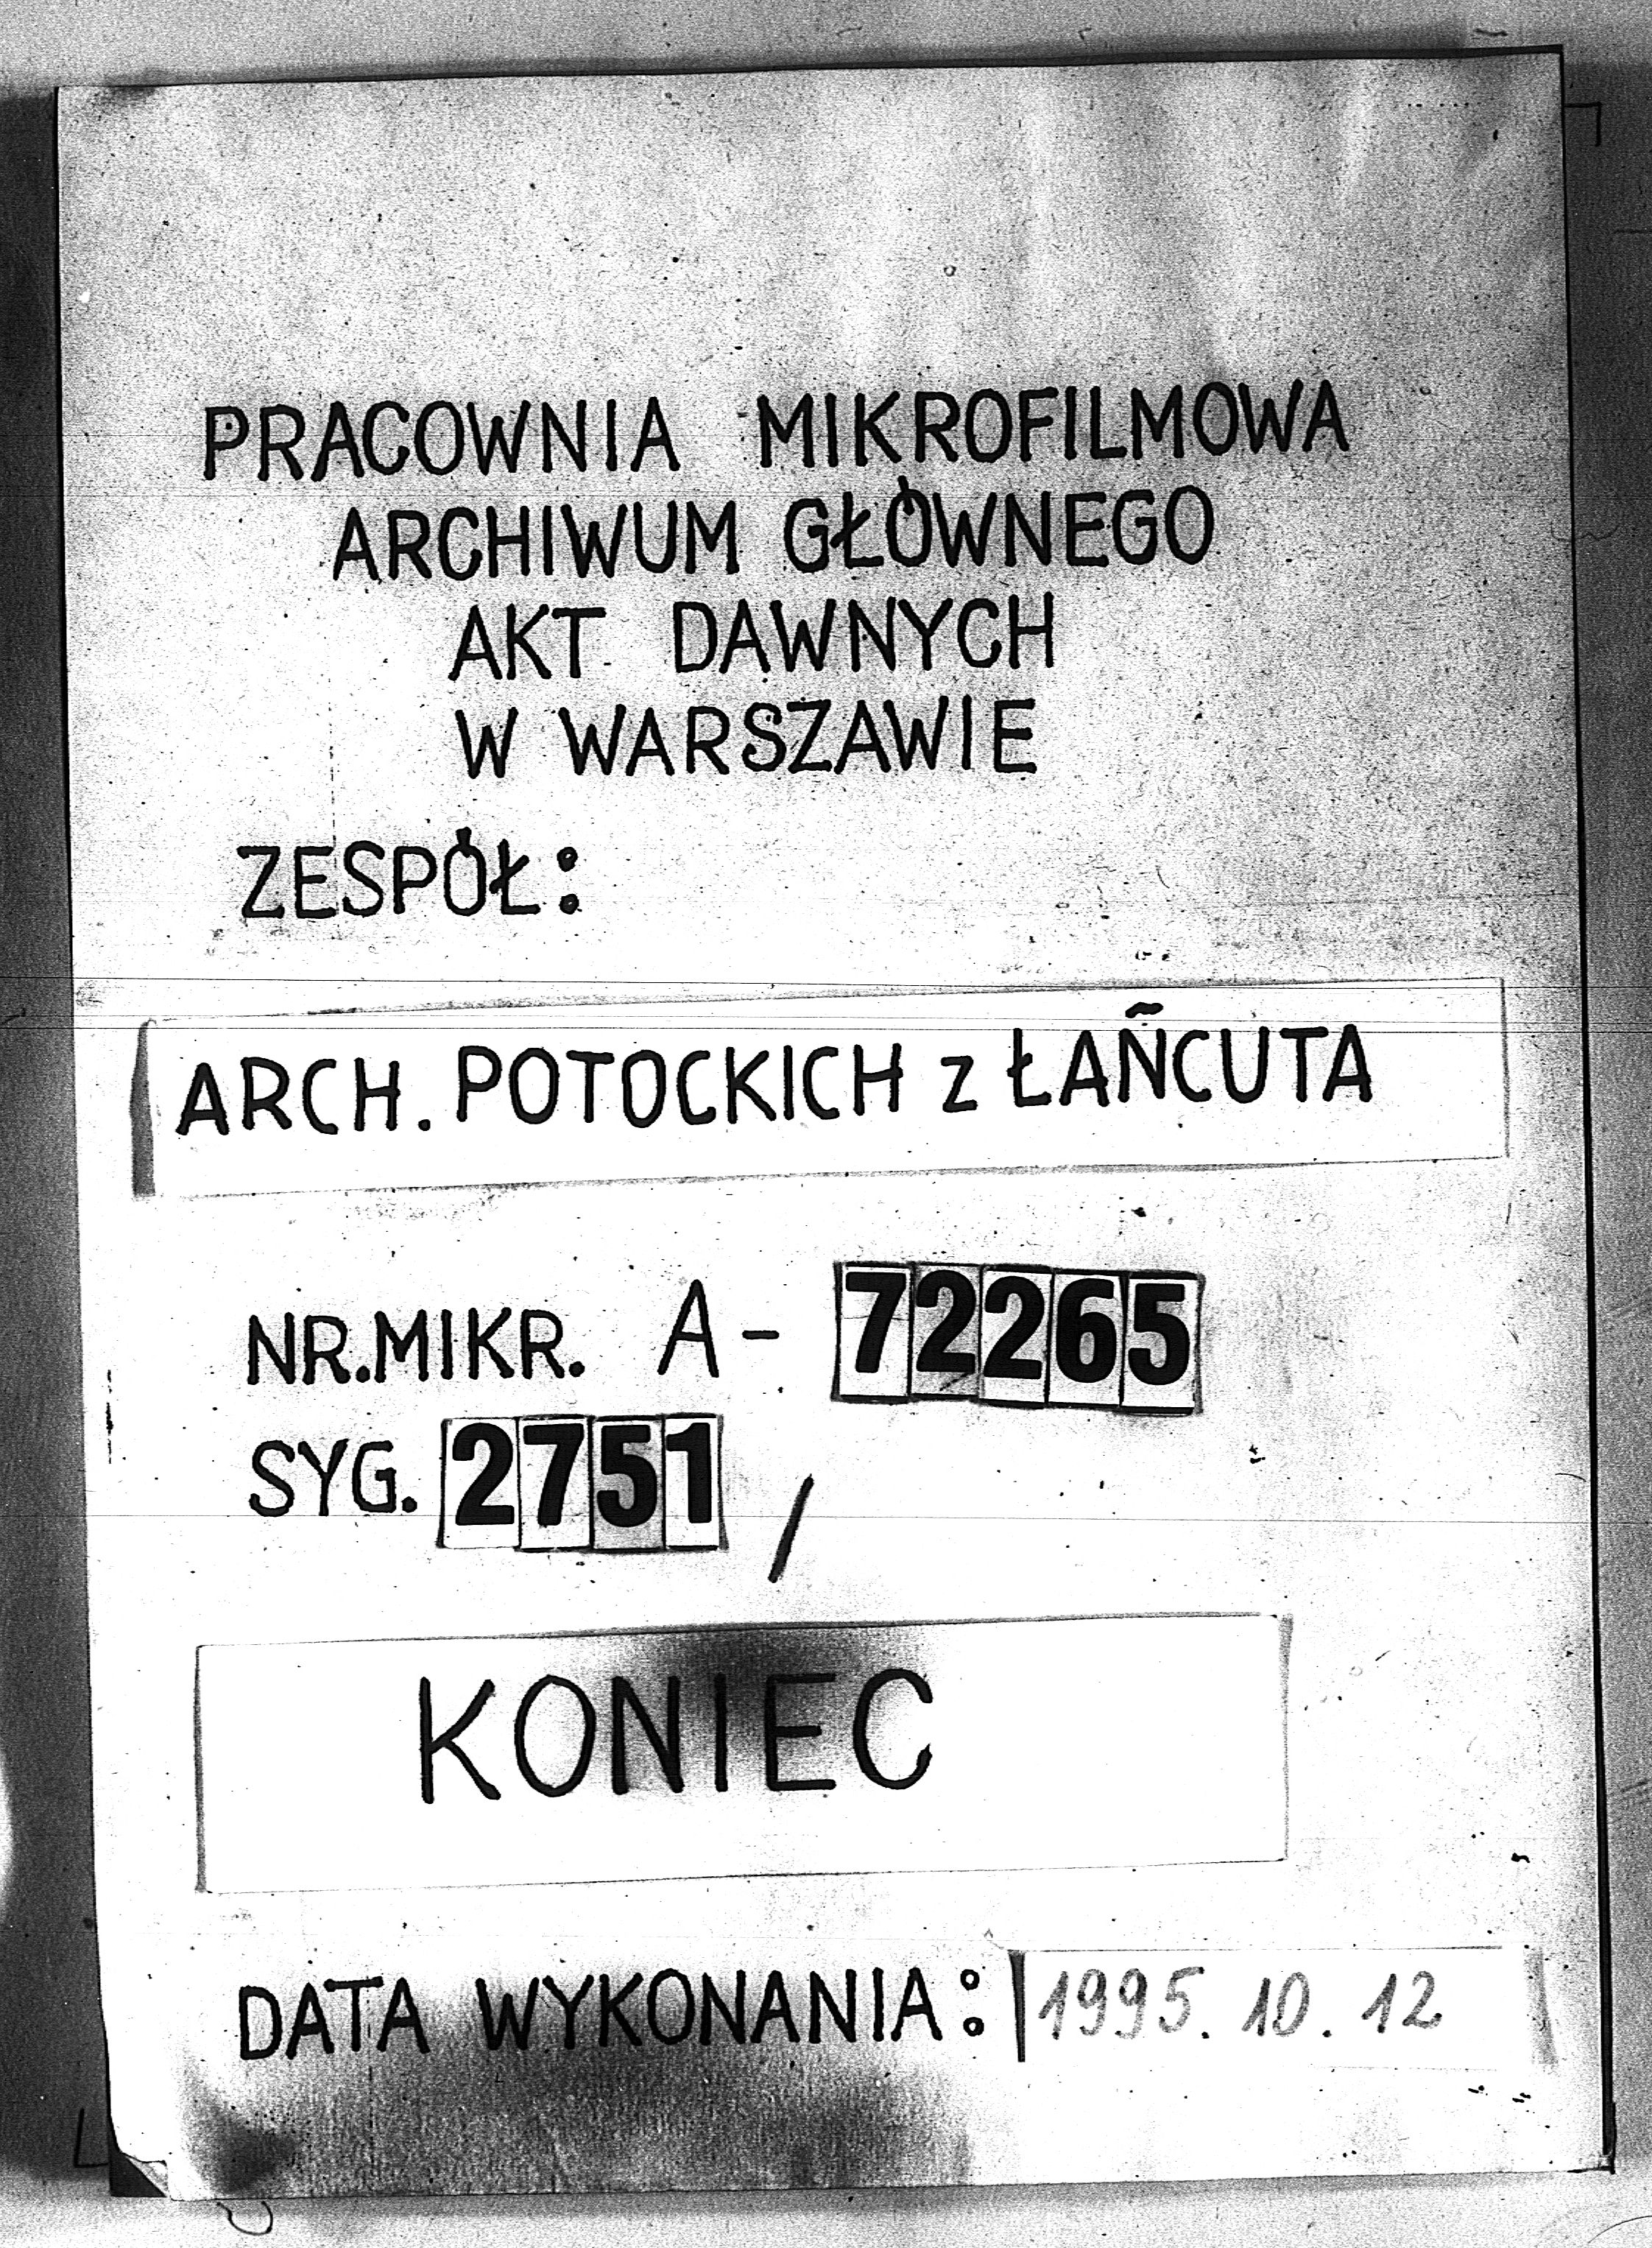 PRACOWNIA MIKROFILMOWA
ARCHIWUM GŁÓWNEGO
AKT DAWNYCH
W WARSZAWIE
ZESPÓŁ:
ARCH. POTOCKICH z ŁAŃCUTA
NR.MIKR. A- 72265
SYG. 2751 /
KONIEC
DATA WYKONANIA: 1995. 10. 12